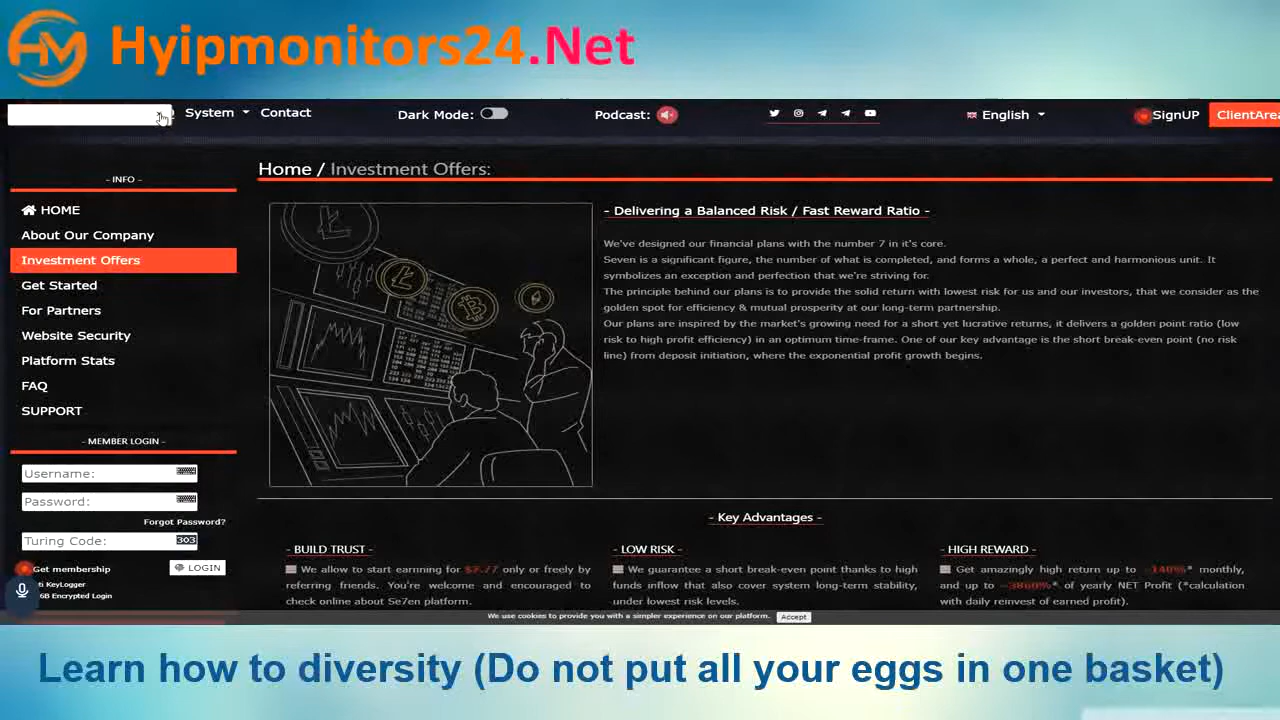 HM Hyipmonitors24.Net
System Contact Dark Mode: Podcast: English SignUP ClientArea
- INFO -
HOME
About Our Company
Investment Offers
Get Started
For Partners
Website Security
Platform Stats
FAQ
SUPPORT
- MEMBER LOGIN -
Username:
Password:
Forgot Password?
Turing Code: 303
Get membership LOGIN
ti KeyLogger
6B Encrypted Login
Home / Investment Offers:
- Delivering a Balanced Risk / Fast Reward Ratio -
We've designed our financial plans with the number 7 in it's core.
Seven is a significant figure, the number of what is completed, and forms a whole, a perfect and harmonious unit. It
symbolizes an exception and perfection that we're striving for.
The principle behind our plans is to provide the solid return with lowest risk for us and our investors, that we consider as the
golden spot for efficiency & mutual prosperity at our long-term partnership.
Our plans are inspired by the market's growing need for a short yet lucrative returns, it delivers a golden point ratio (low
risk to high profit efficiency) in an optimum time-frame. One of our key advantage is the short break-even point (no risk
line) from deposit initiation, where the exponential profit growth begins.
- Key Advantages -
- BUILD TRUST -
We allow to start earnning for $7.77 only or freely by
referring friends. You're welcome and encouraged to
check online about Se7en platform.
- LOW RISK -
We guarantee a short break-even point thanks to high
funds inflow that also cover system long-term stability,
under lowest risk levels.
- HIGH REWARD -
Get amazingly high return up to ~140%* monthly,
and up to ~3860%* of yearly NET Profit (*calculation
with daily reinvest of earned profit).
We use cookies to provide you with a simpler experience on our platform. Accept
Learn how to diversity (Do not put all your eggs in one basket)